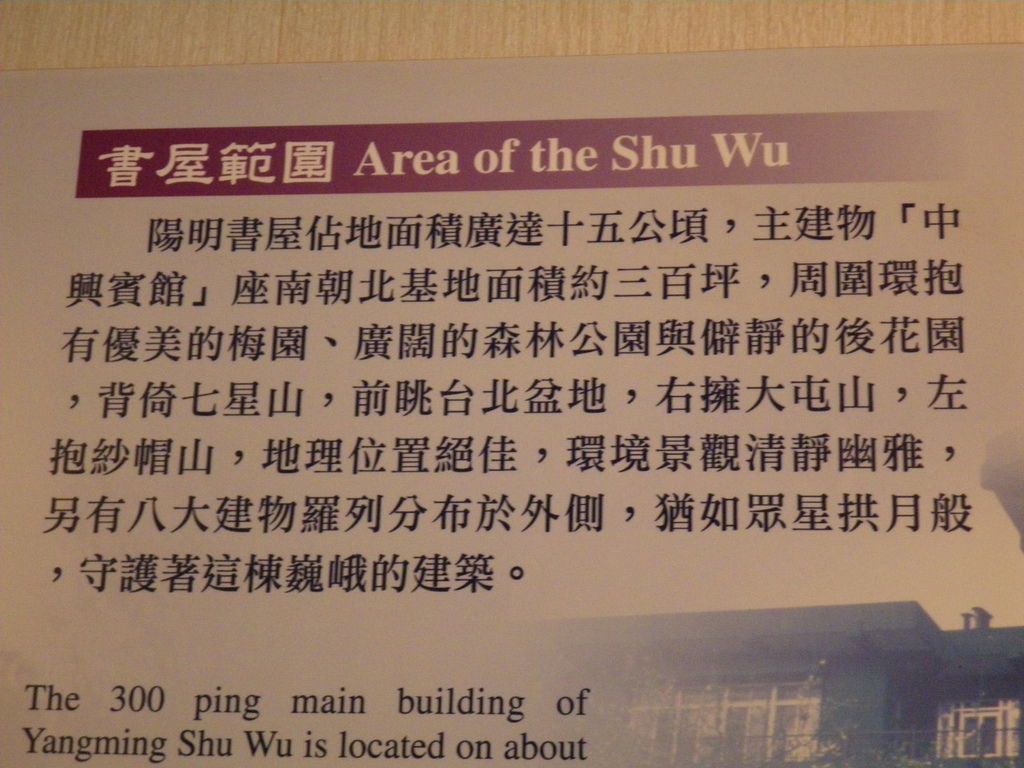 書屋範圍 Area of the Shu Wu
陽明書屋佔地面積廣達十五公頃，主建物「中
興賓館」座南朝北基地面積約三百坪，周圍環抱
有優美的梅園、廣闊的森林公園與僻靜的後花園
，背倚七星山，前眺台北盆地，右擁大屯山，左
抱紗帽山，地理位置絕佳，環境景觀清靜幽雅，
另有八大建物羅列分布於外側，猶如眾星拱月般
，守護著這棟巍峨的建築。
The 300 ping main building of
Yangming Shu Wu is located on about